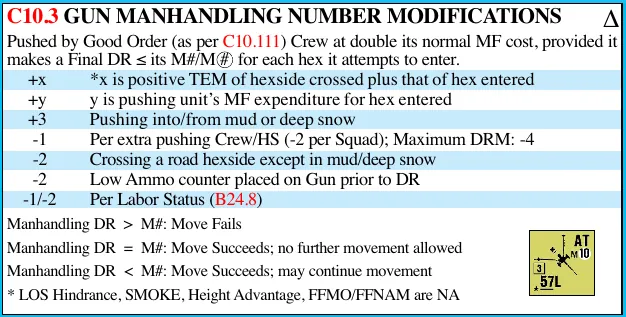 C10.3 GUN MANHANDLING NUMBER MODIFICATIONS Δ
Pushed by Good Order (as per C10.111) Crew at double its normal MF cost, provided it
makes a Final DR ≤ its M#/M(#) for each hex it attempts to enter.
+x *x is positive TEM of hexside crossed plus that of hex entered
+y y is pushing unit's MF expenditure for hex entered
+3 Pushing into/from mud or deep snow
-1 Per extra pushing Crew/HS (-2 per Squad); Maximum DRM: -4
-2 Crossing a road hexside except in mud/deep snow
-2 Low Ammo counter placed on Gun prior to DR
-1/-2 Per Labor Status (B24.8)
Manhandling DR > M#: Move Fails
Manhandling DR = M#: Move Succeeds; no further movement allowed
Manhandling DR < M#: Move Succeeds; may continue movement
* LOS Hindrance, SMOKE, Height Advantage, FFMO/FFNAM are NA
AT
M10
3
*57L